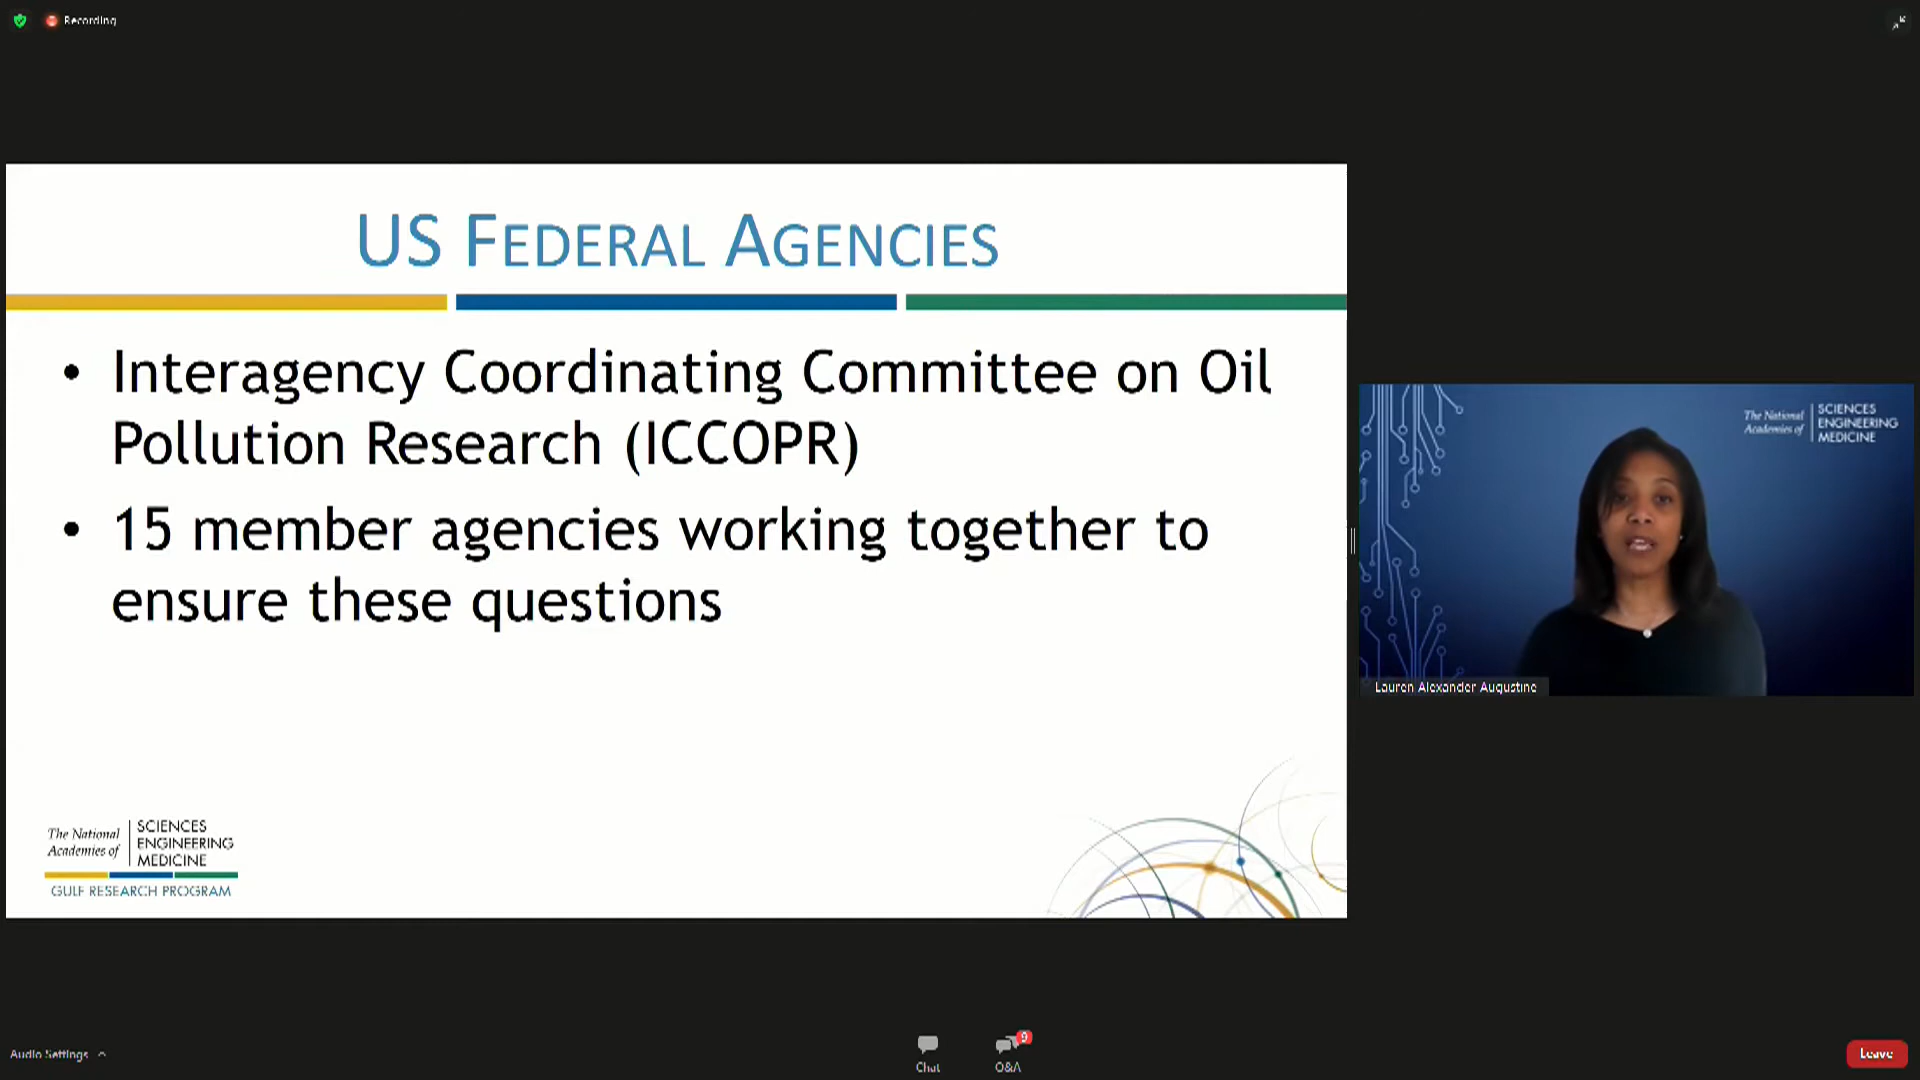 Recording
US FEDERAL AGENCIES
• Interagency Coordinating Committee on Oil
Pollution Research (ICCOPR)
• 15 member agencies working together to
ensure these questions
The National
Academies of
SCIENCES
ENGINEERING
MEDICINE
GULF RESEARCH PROGRAM
The National
Academies of
SCIENCES
ENGINEERING
MEDICINE
Lauren Alexander Augustine
Audio Settings
Chat
9
Q&A
Leave